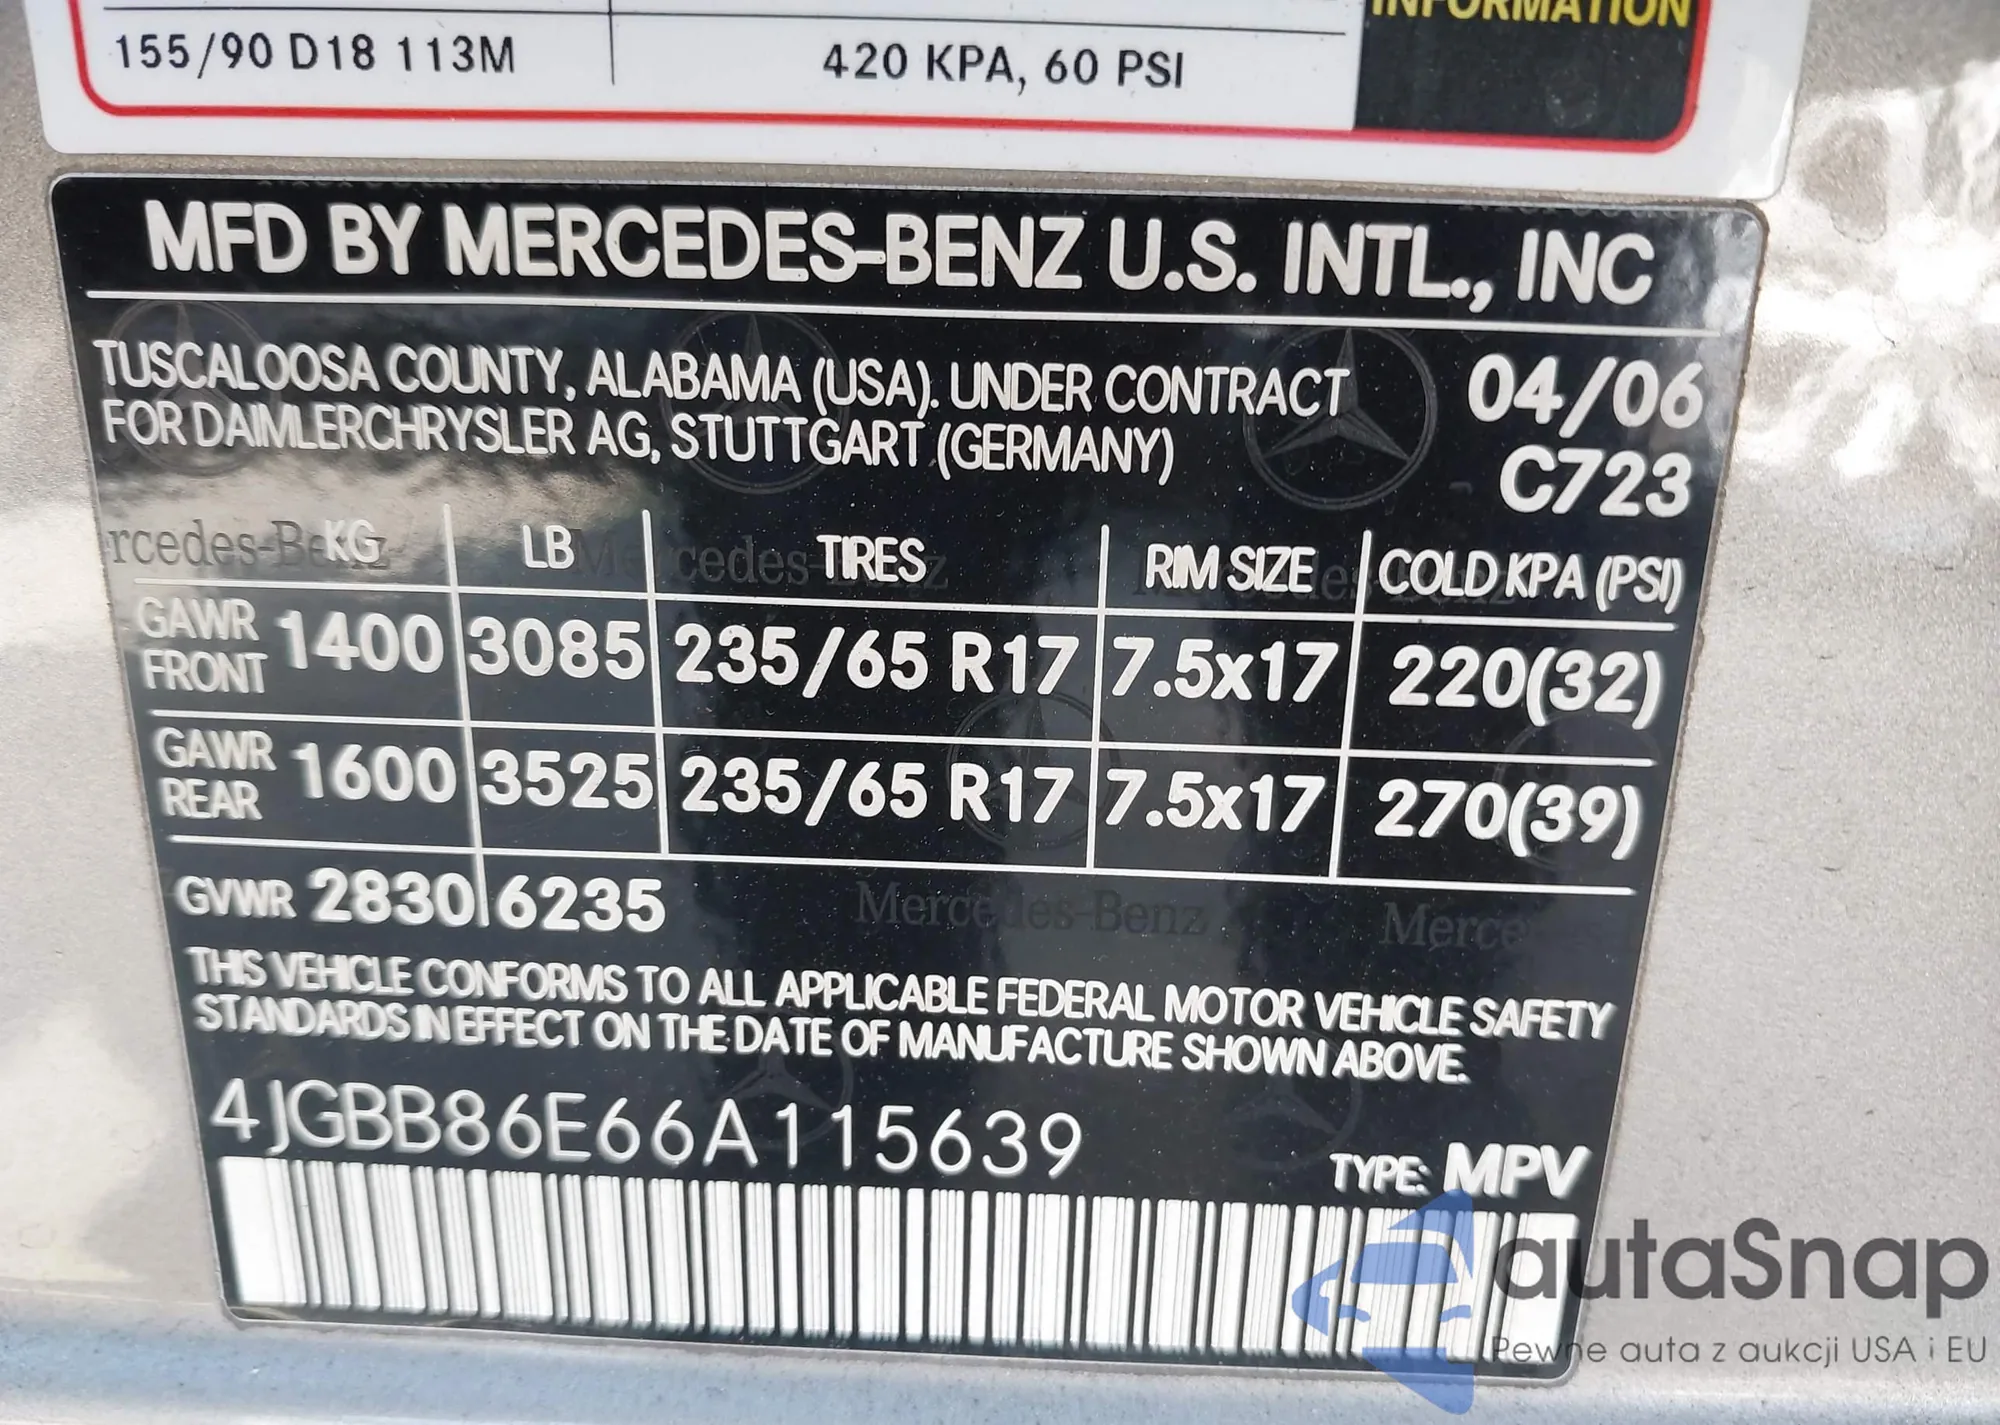 INFORMATION
155/90 D18 113M 420 KPA, 60 PSI
MFD BY MERCEDES-BENZ U.S. INTL., INC
TUSCALOOSA COUNTY, ALABAMA (USA). UNDER CONTRACT 04/06
FOR DAIMLERCHRYSLER AG, STUTTGART (GERMANY) C723
KG LB TIRES RIM SIZE COLD KPA (PSI)
GAWR FRONT 1400 3085 235/65 R17 7.5x17 220(32)
GAWR REAR 1600 3525 235/65 R17 7.5x17 270(39)
GVWR 2830 6235
Mercedes-Benz
THIS VEHICLE CONFORMS TO ALL APPLICABLE FEDERAL MOTOR VEHICLE SAFETY
STANDARDS IN EFFECT ON THE DATE OF MANUFACTURE SHOWN ABOVE.
4JGBB86E66A115639
TYPE: MPV
autaSnap
Pewne auta z aukcji USA i EU